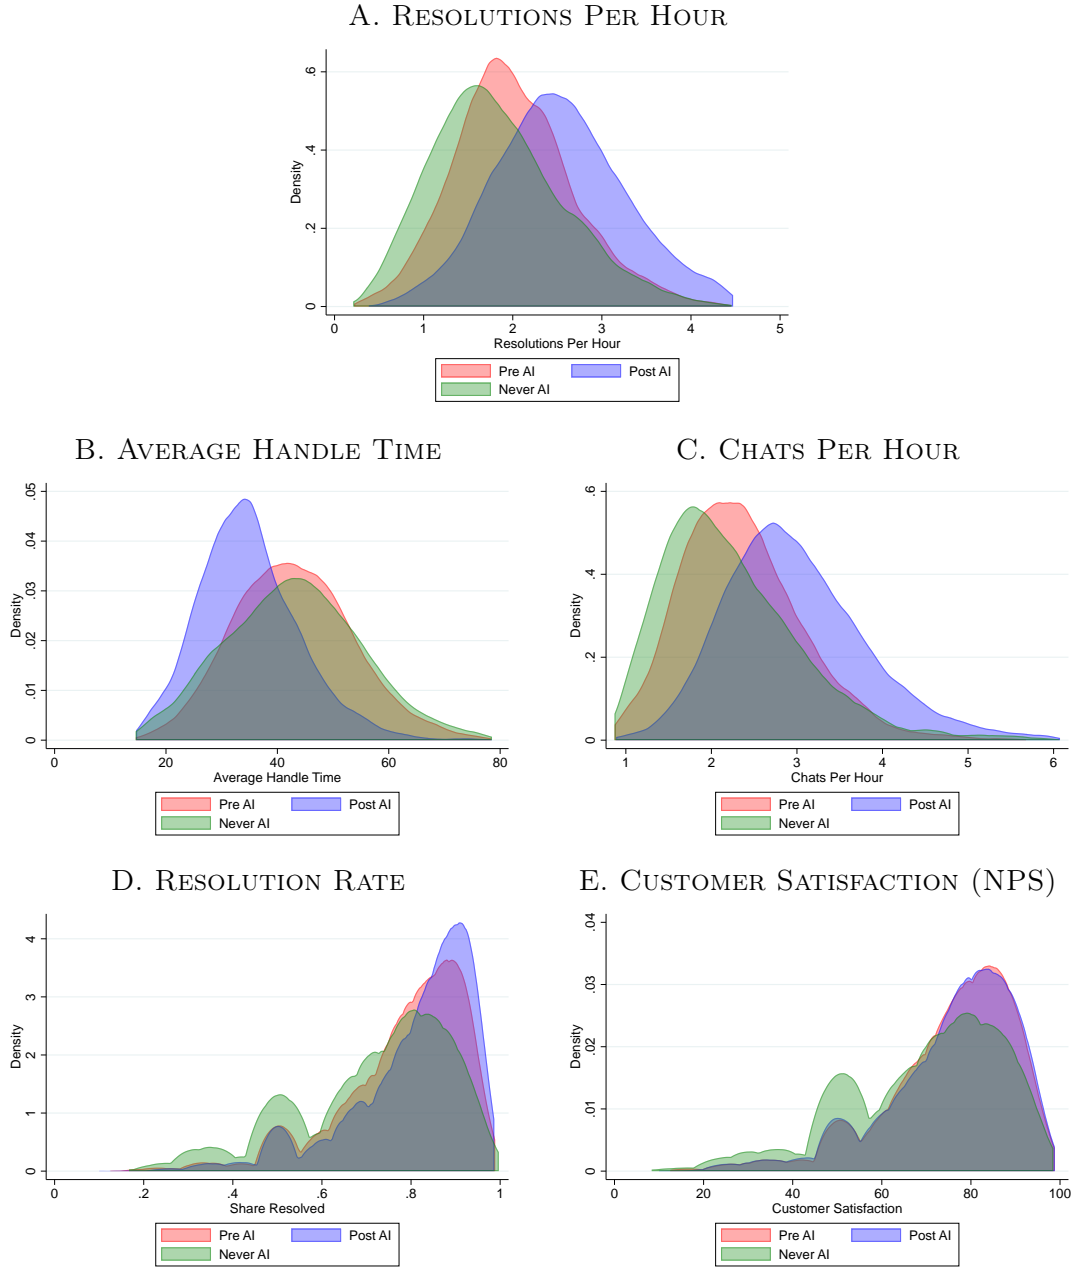 A. Resolutions Per Hour
.6
.4
.2
0
Density
0 1 2 3 4 5
Resolutions Per Hour
Pre AI Post AI
Never AI
B. Average Handle Time
.05
.04
.03
.02
.01
0
Density
0 20 40 60 80
Average Handle Time
Pre AI Post AI
Never AI
C. Chats Per Hour
.6
.4
.2
0
Density
1 2 3 4 5 6
Chats Per Hour
Pre AI Post AI
Never AI
D. Resolution Rate
4
3
2
1
0
Density
0 .2 .4 .6 .8 1
Share Resolved
Pre AI Post AI
Never AI
E. Customer Satisfaction (NPS)
.04
.03
.02
.01
0
Density
0 20 40 60 80 100
Customer Satisfaction
Pre AI Post AI
Never AI